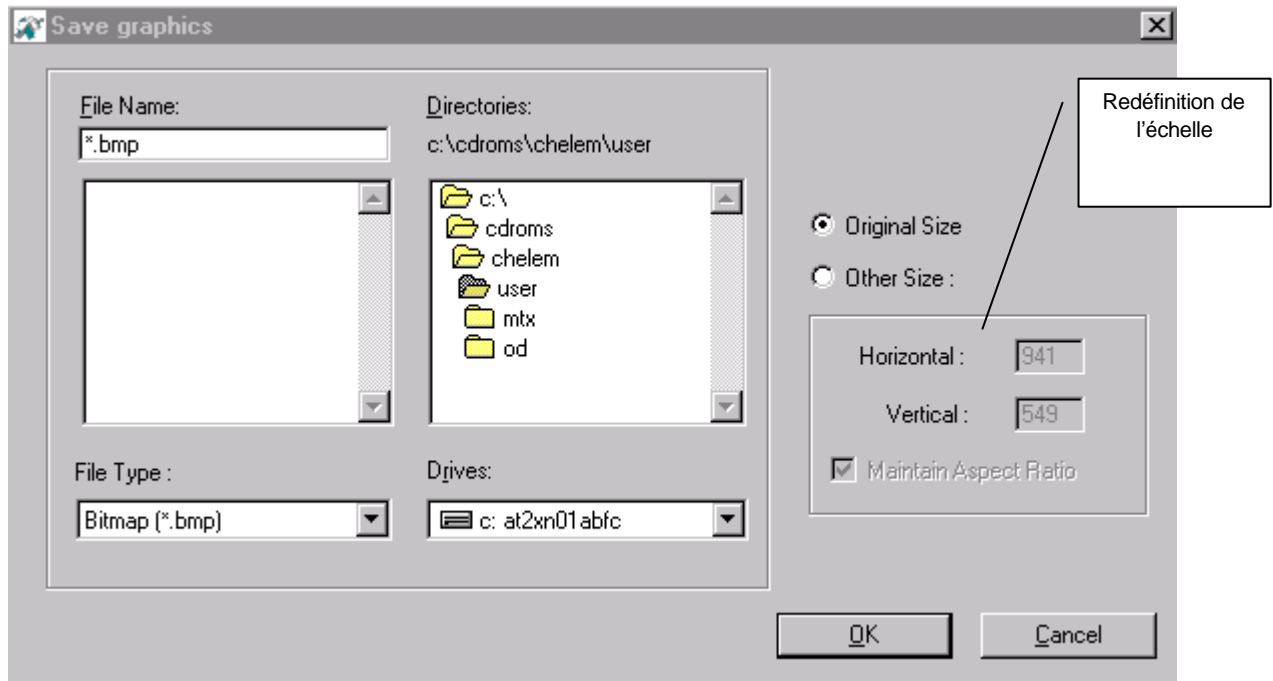 Save graphics
File Name:
*.bmp
Directories:
c:\cdroms\chelem\user
c:\
cdroms
chelem
user
mtx
od
File Type :
Bitmap (*.bmp)
Drives:
c: at2xn01abfc
Redéfinition de
l’échelle
Original Size
Other Size :
Horizontal :
941
Vertical :
549
Maintain Aspect Ratio
OK
Cancel